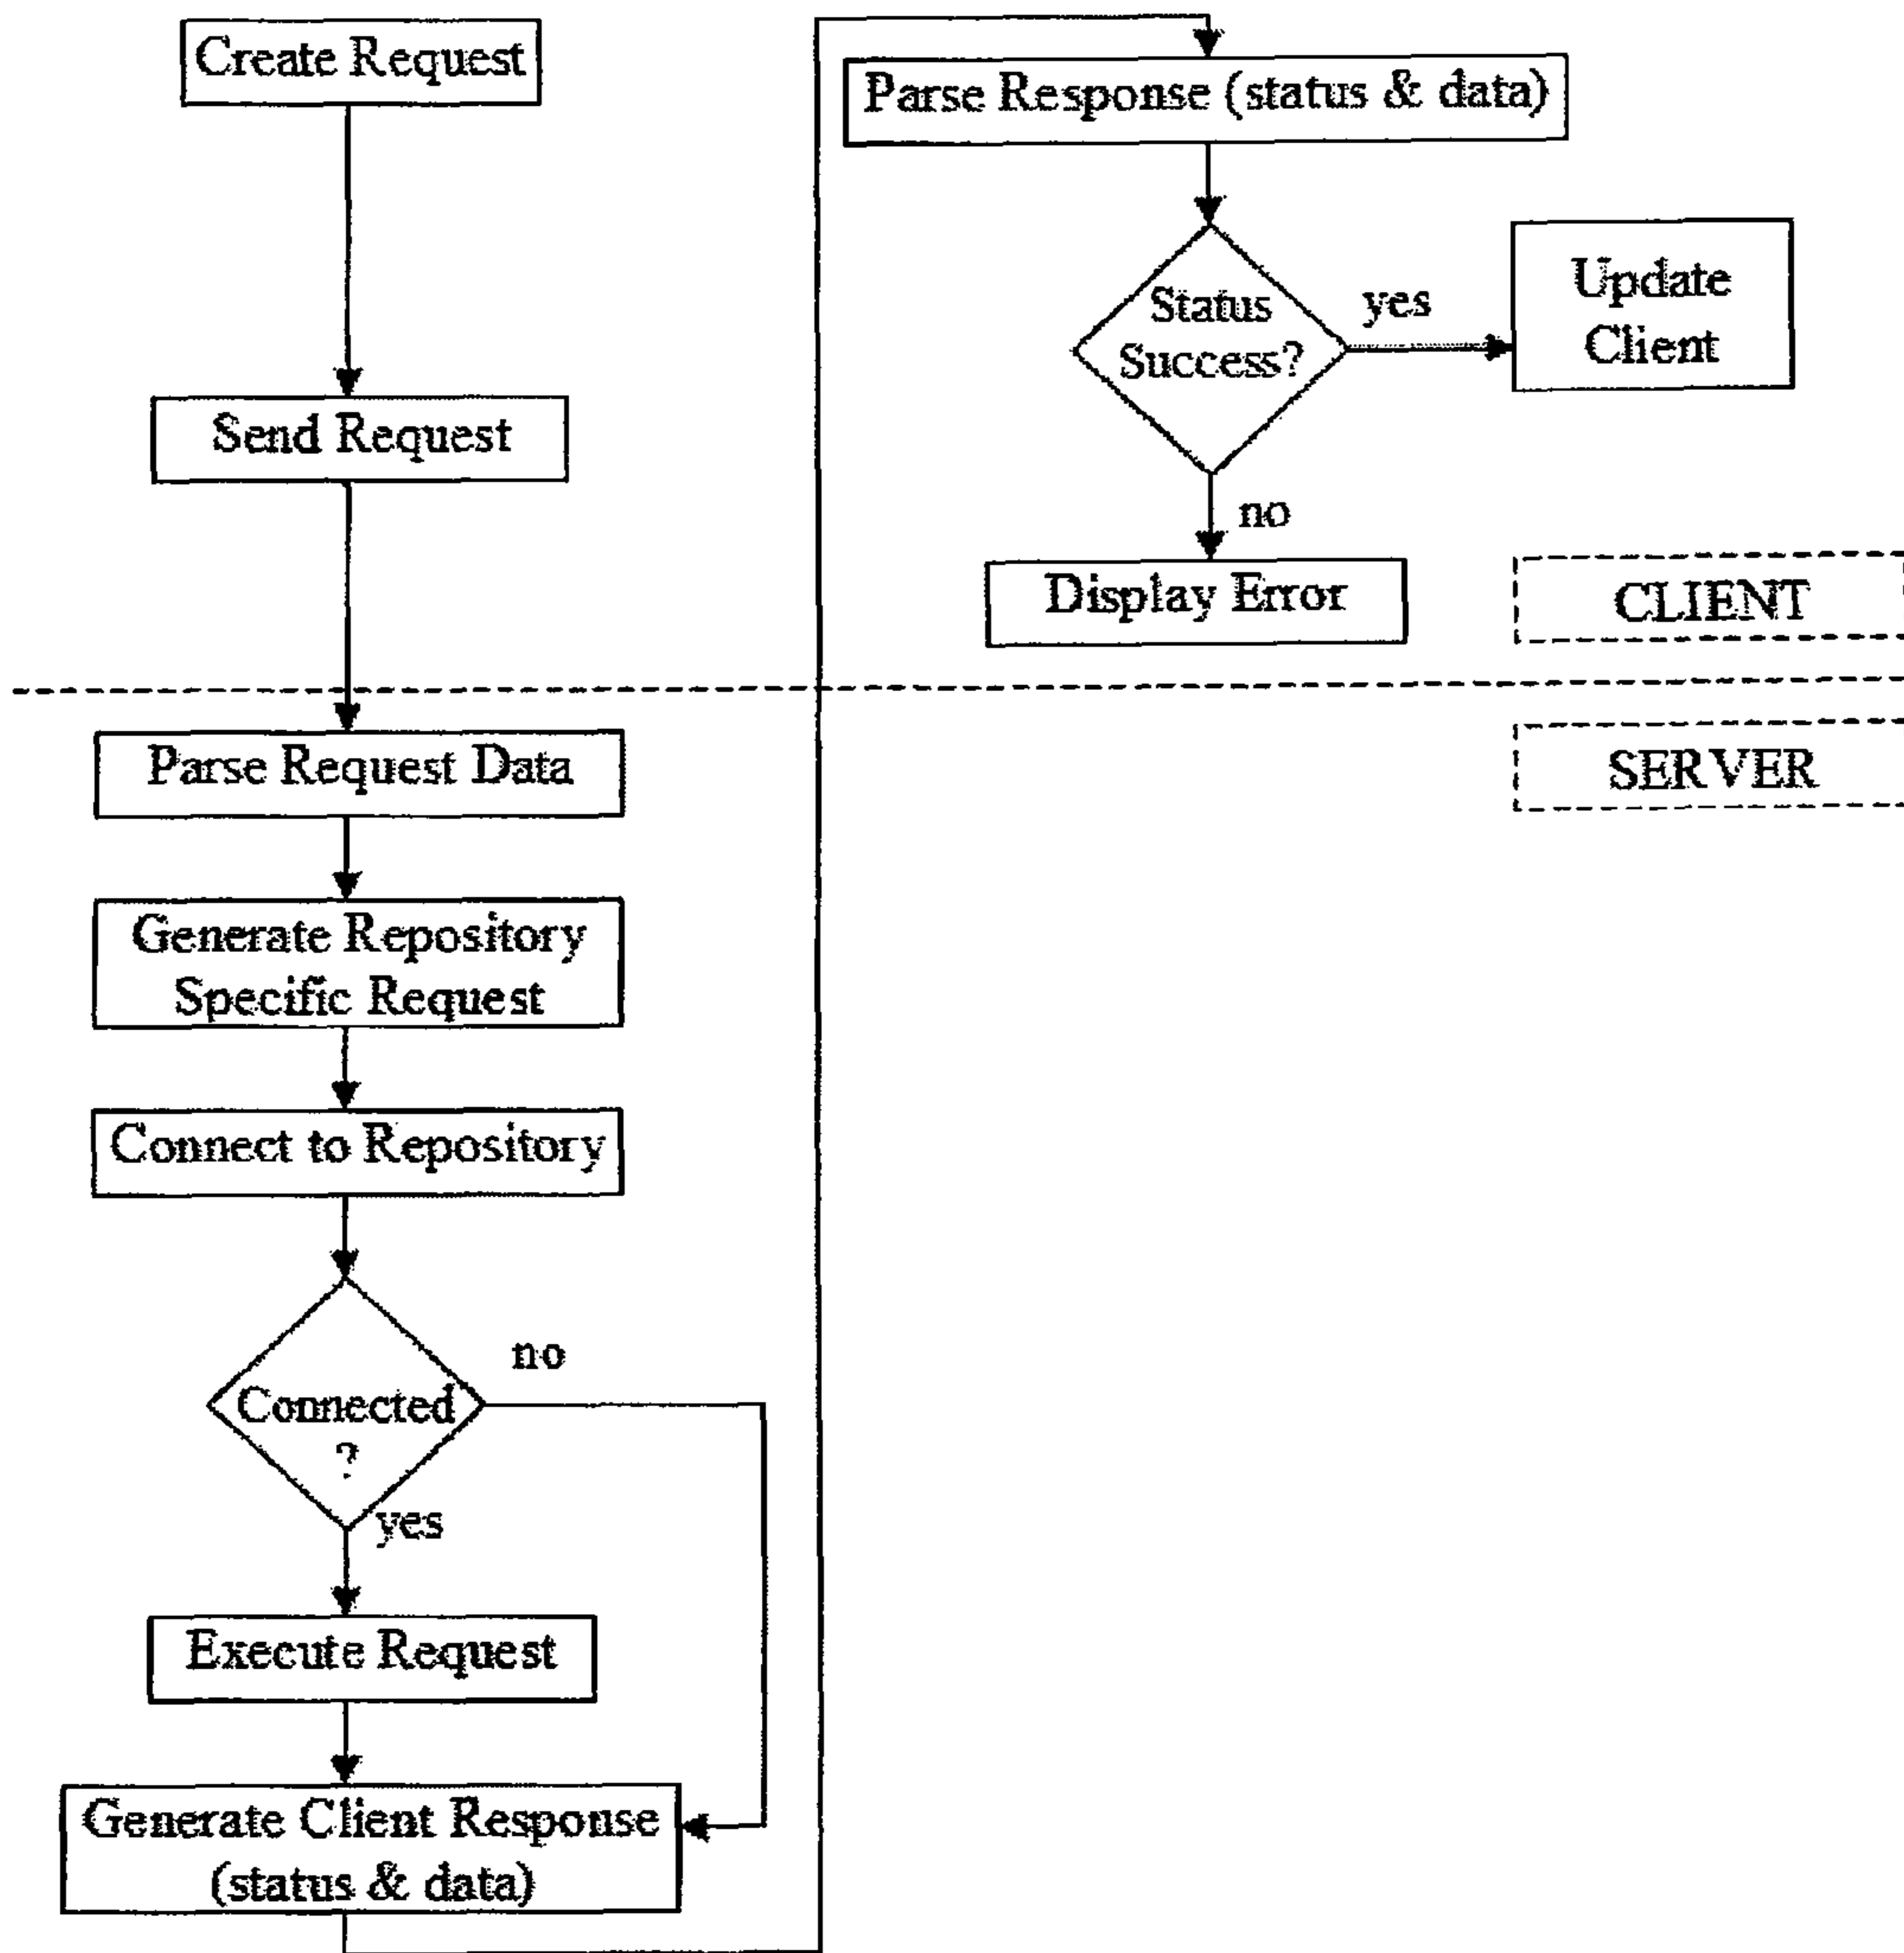 Create Request
Send Request
Parse Request Data
Generate Repository
Specific Request
Connect to Repository
Connected
?
no
yes
Execute Request
Generate Client Response
(status & data)
Parse Response (status & data)
Status
Success?
yes
Update
Client
no
Display Error
CLIENT
SERVER